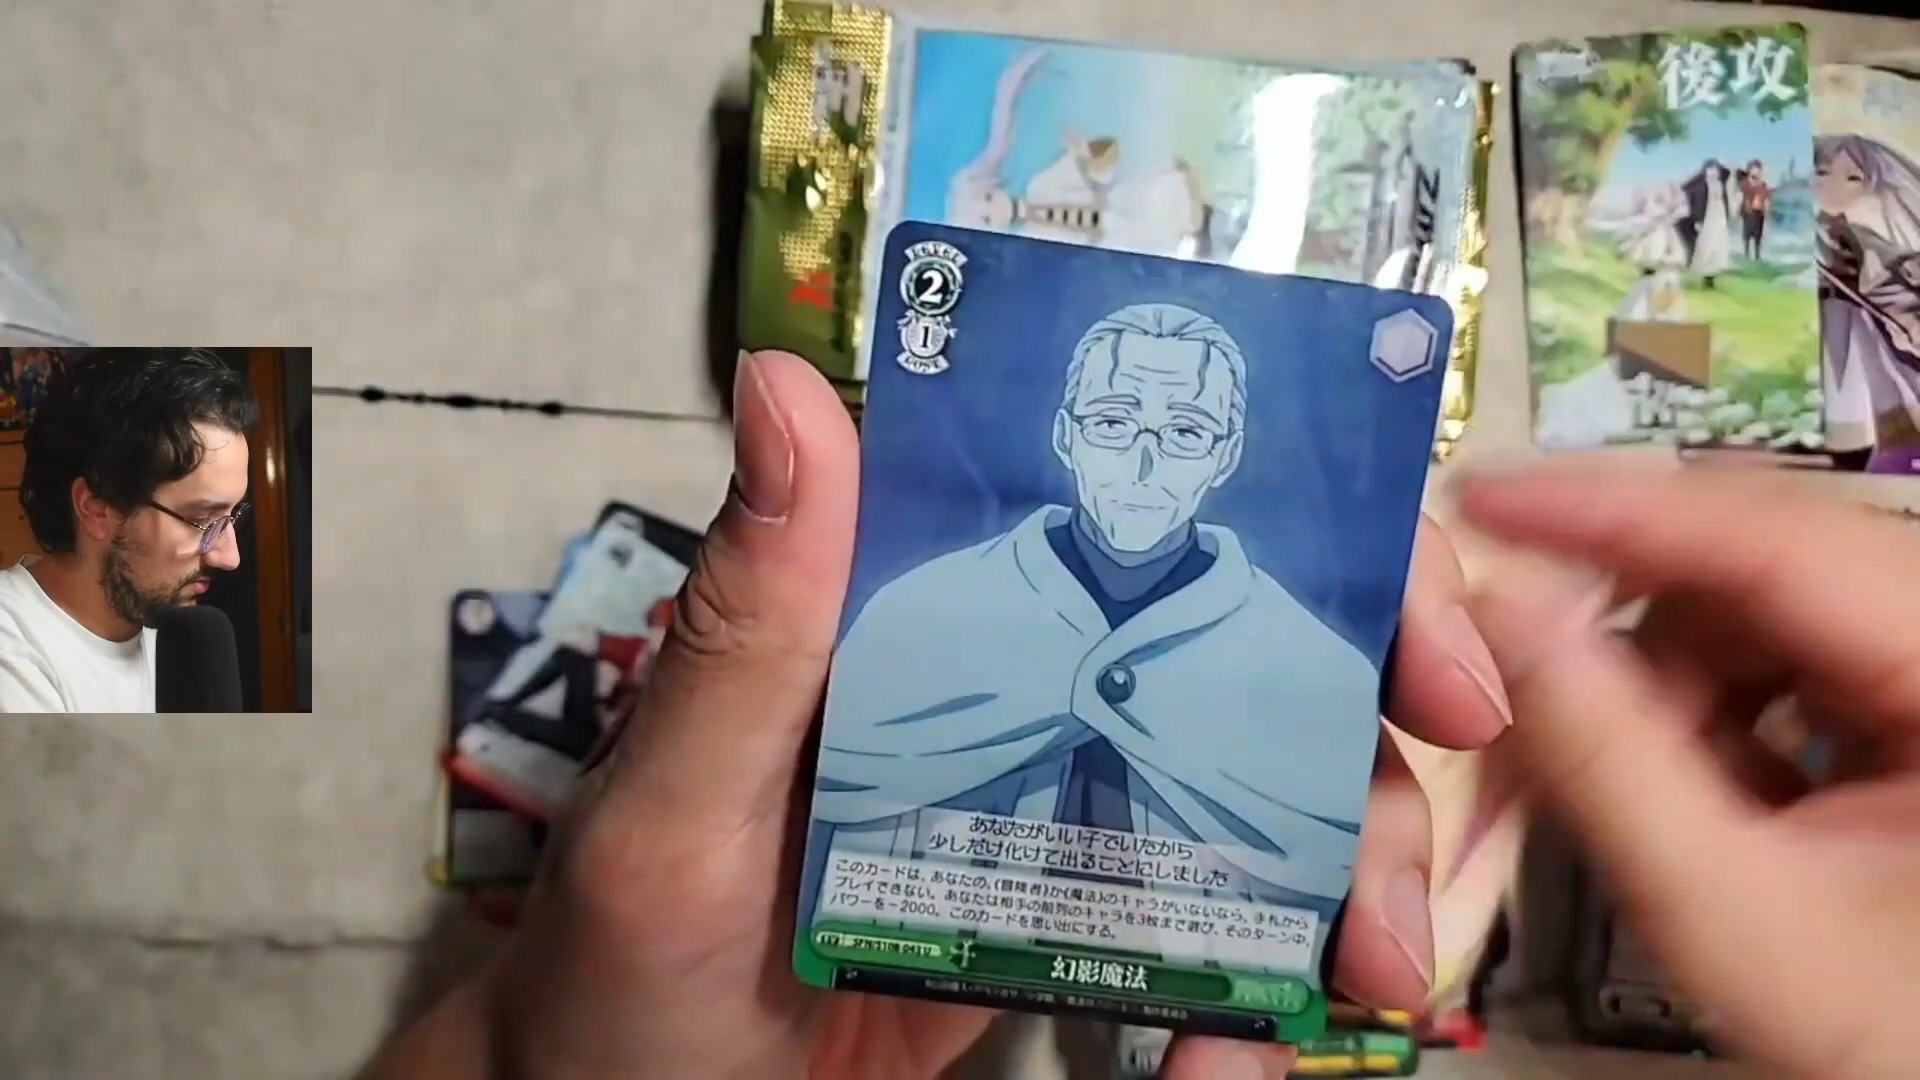 後攻
LEVEL
2
1
COST
あなたがいい子でいたから
少しだけ化けて出ることにしました
このカードは、あなたの、《冒険者》か《魔法》のキャラがいないなら、手札から
プレイできない。あなたは相手の前列のキャラを3枚まで選び、そのターン中、
パワーを−2000。このカードを思い出にする。
SFN/S108-043 U
幻影魔法